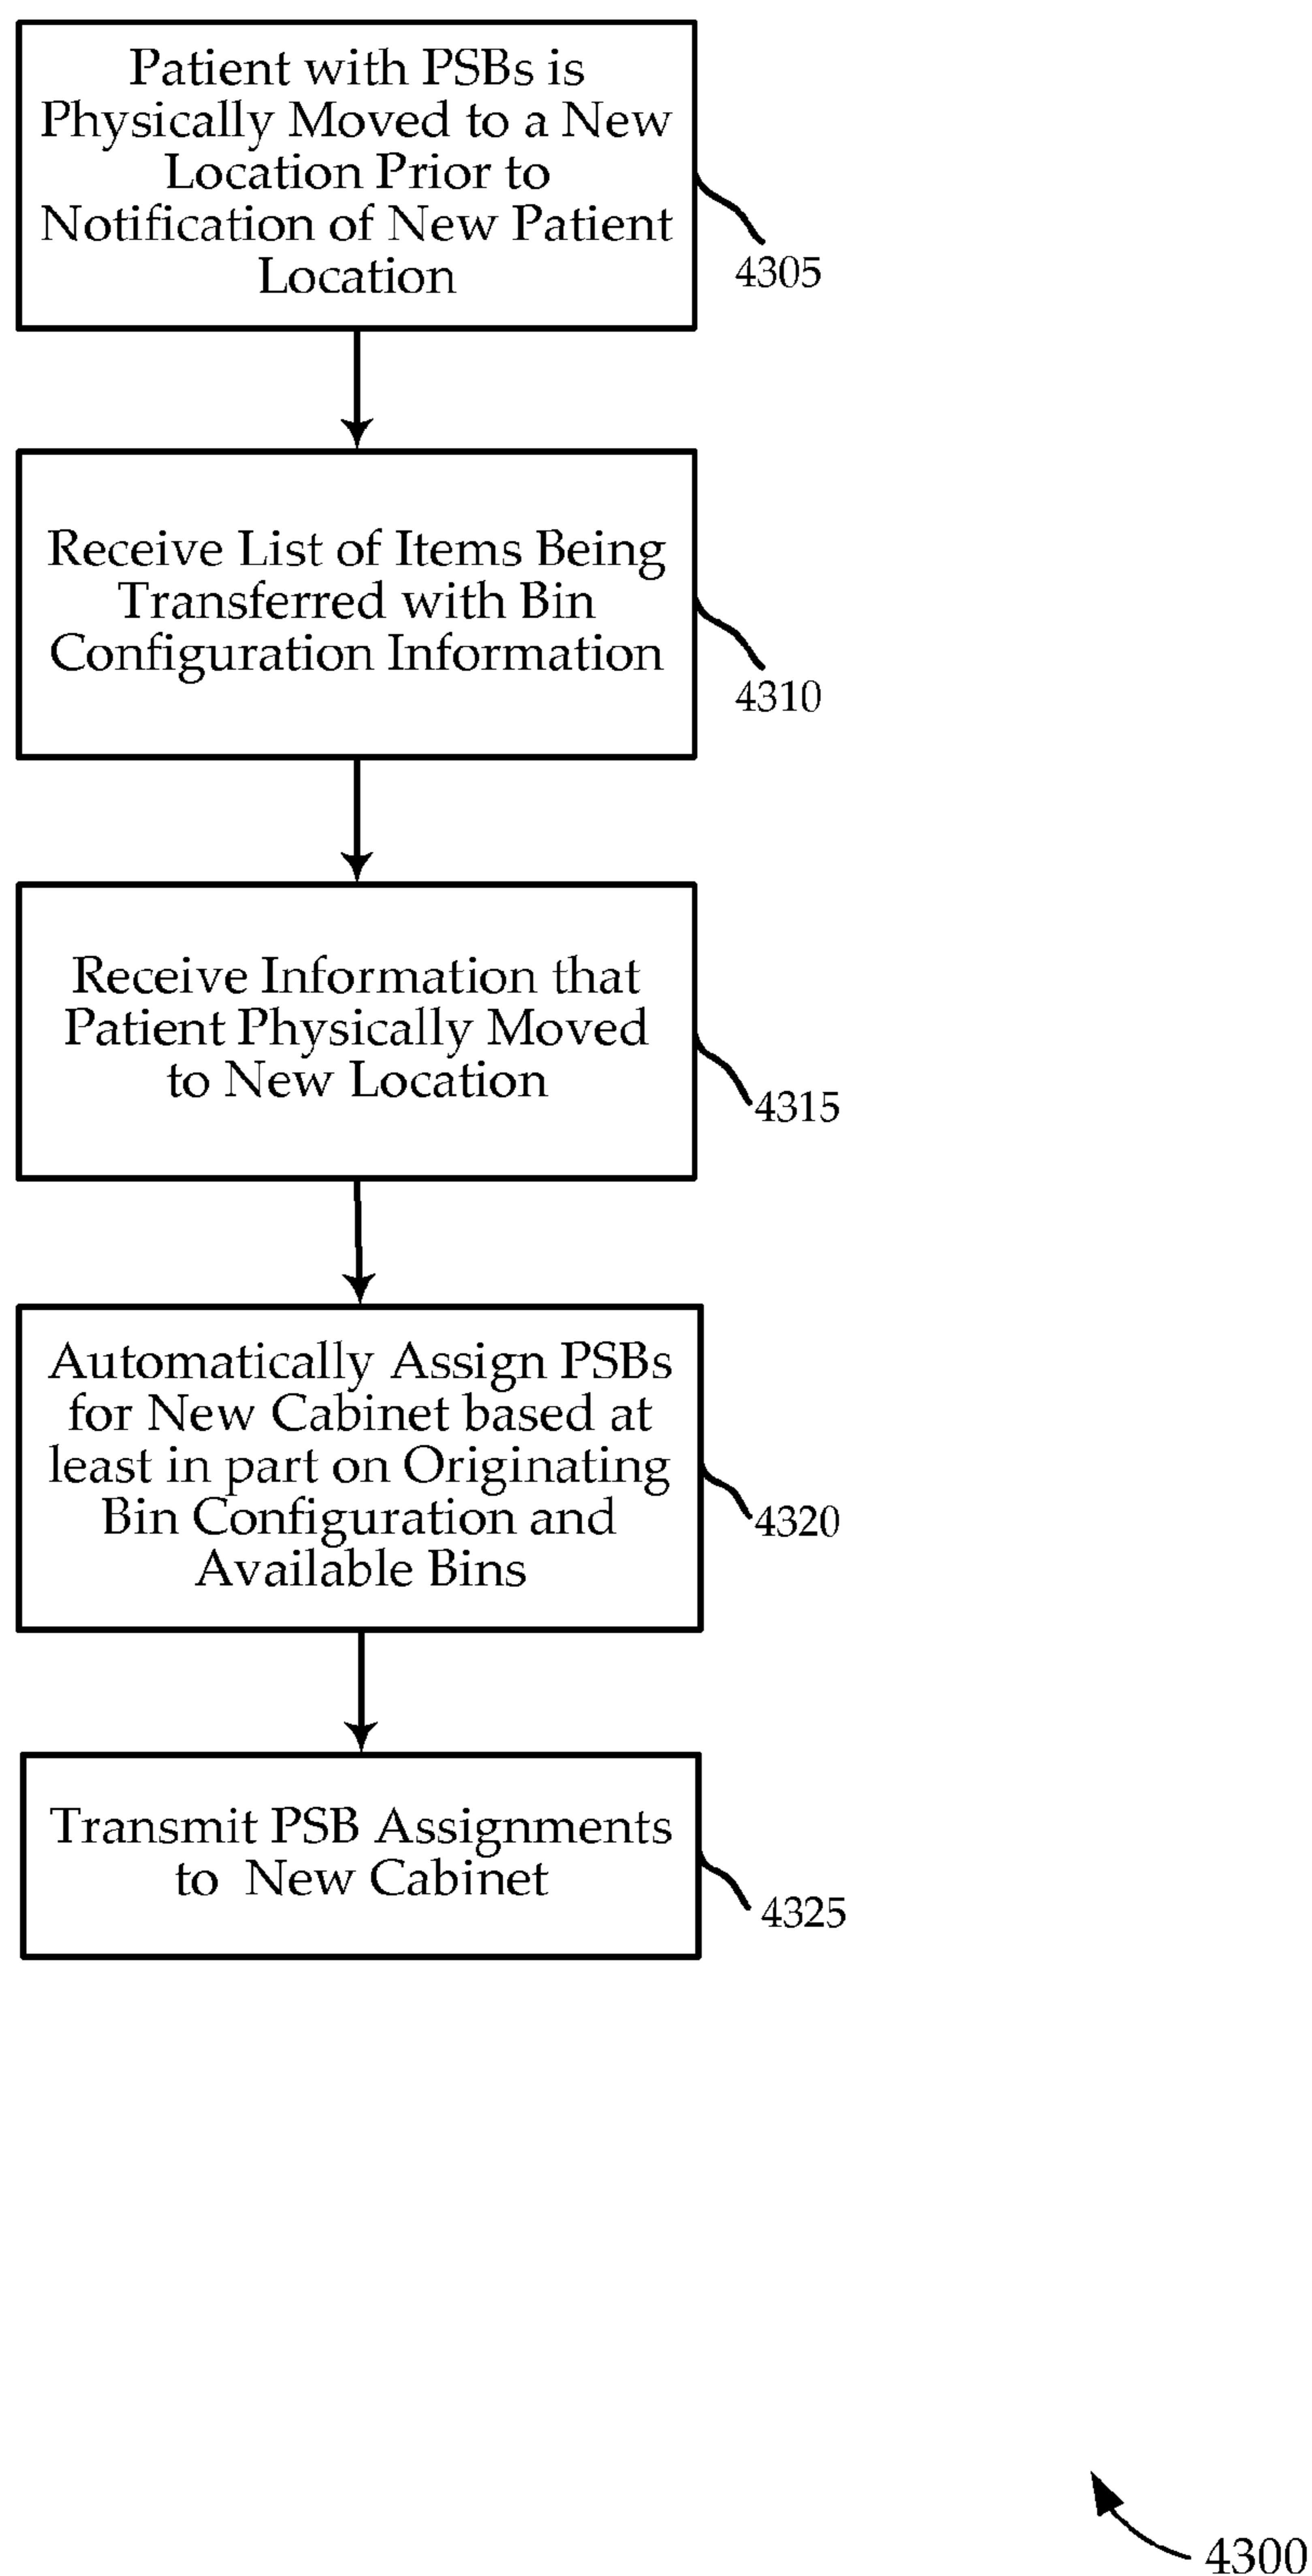 Patient with PSBs is
Physically Moved to a New
Location Prior to
Notification of New Patient
Location
4305
Receive List of Items Being
Transferred with Bin
Configuration Information
4310
Receive Information that
Patient Physically Moved
to New Location
4315
Automatically Assign PSBs
for New Cabinet based at
least in part on Originating
Bin Configuration and
Available Bins
4320
Transmit PSB Assignments
to New Cabinet
4325
4300